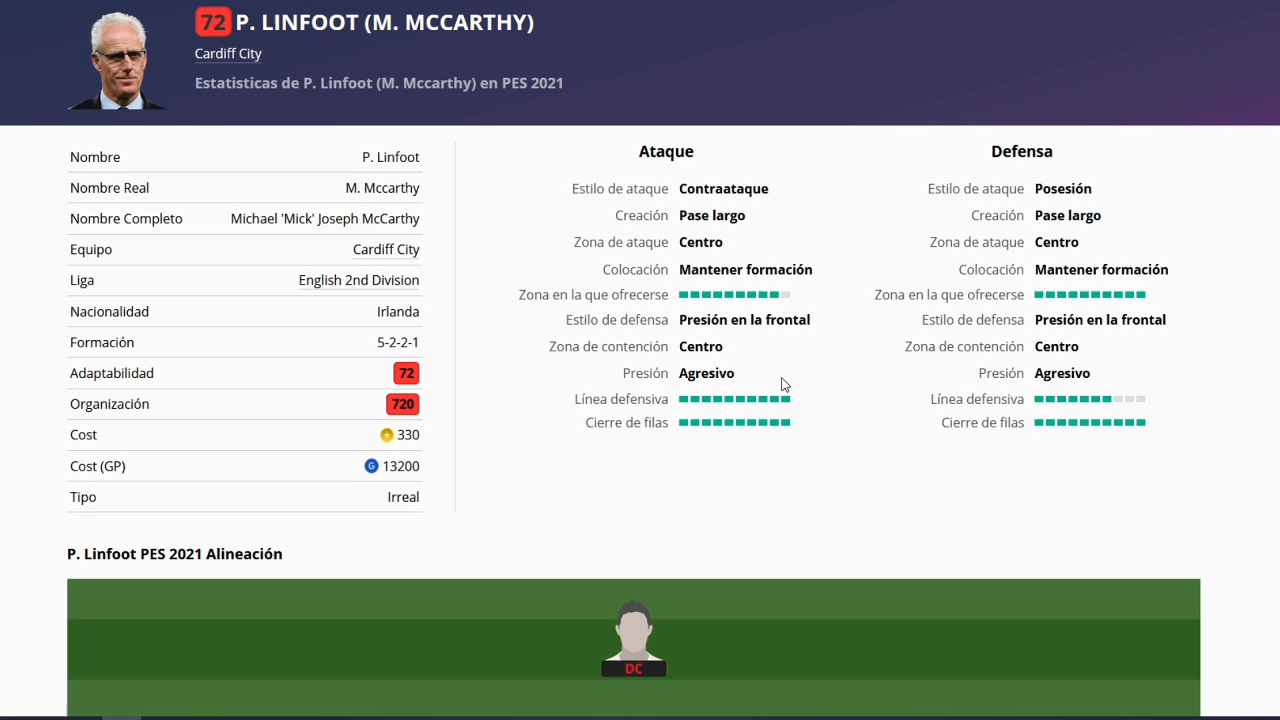 72 P. LINFOOT (M. MCCARTHY)
Cardiff City
Estatisticas de P. Linfoot (M. Mccarthy) en PES 2021
Nombre P. Linfoot
Nombre Real M. Mccarthy
Nombre Completo Michael 'Mick' Joseph McCarthy
Equipo Cardiff City
Liga English 2nd Division
Nacionalidad Irlanda
Formación 5-2-2-1
Adaptabilidad 72
Organización 720
Cost 330
Cost (GP) G 13200
Tipo Irreal
Ataque
Estilo de ataque Contraataque
Creación Pase largo
Zona de ataque Centro
Colocación Mantener formación
Zona en la que ofrecerse
Estilo de defensa Presión en la frontal
Zona de contención Centro
Presión Agresivo
Línea defensiva
Cierre de filas
Defensa
Estilo de ataque Posesión
Creación Pase largo
Zona de ataque Centro
Colocación Mantener formación
Zona en la que ofrecerse
Estilo de defensa Presión en la frontal
Zona de contención Centro
Presión Agresivo
Línea defensiva
Cierre de filas
P. Linfoot PES 2021 Alineación
DC